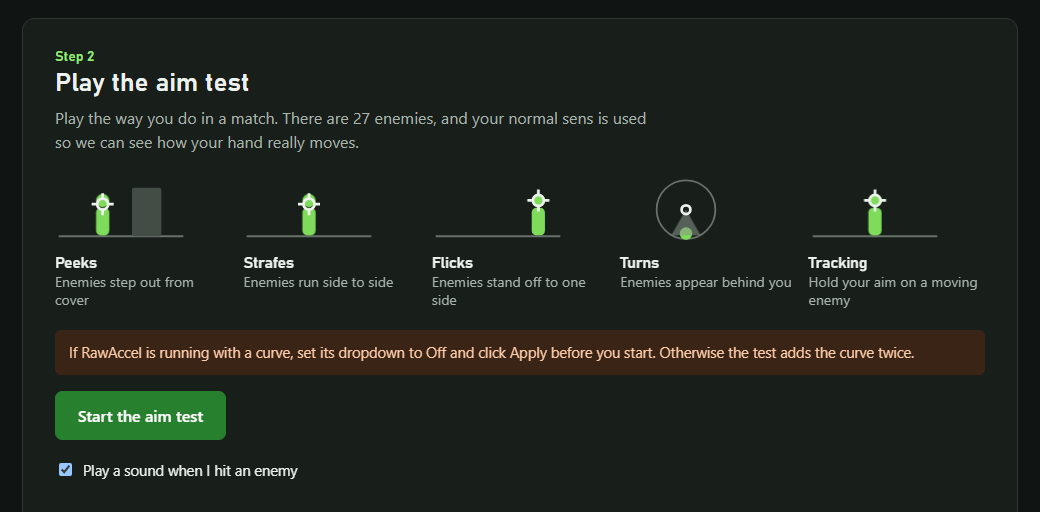 Step 2
Play the aim test
Play the way you do in a match. There are 27 enemies, and your normal sens is used
so we can see how your hand really moves.
Peeks
Enemies step out from
cover
Strafes
Enemies run side to side
Flicks
Enemies stand off to one
side
Turns
Enemies appear behind you
Tracking
Hold your aim on a moving
enemy
If RawAccel is running with a curve, set its dropdown to Off and click Apply before you start. Otherwise the test adds the curve twice.
Start the aim test
Play a sound when I hit an enemy